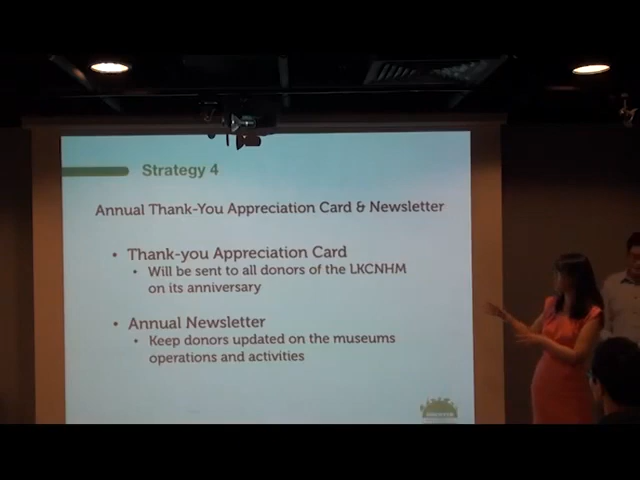 Strategy 4
Annual Thank-You Appreciation Card & Newsletter
• Thank-you Appreciation Card
• Will be sent to all donors of the LKCNHM
on its anniversary
• Annual Newsletter
• Keep donors updated on the museums
operations and activities